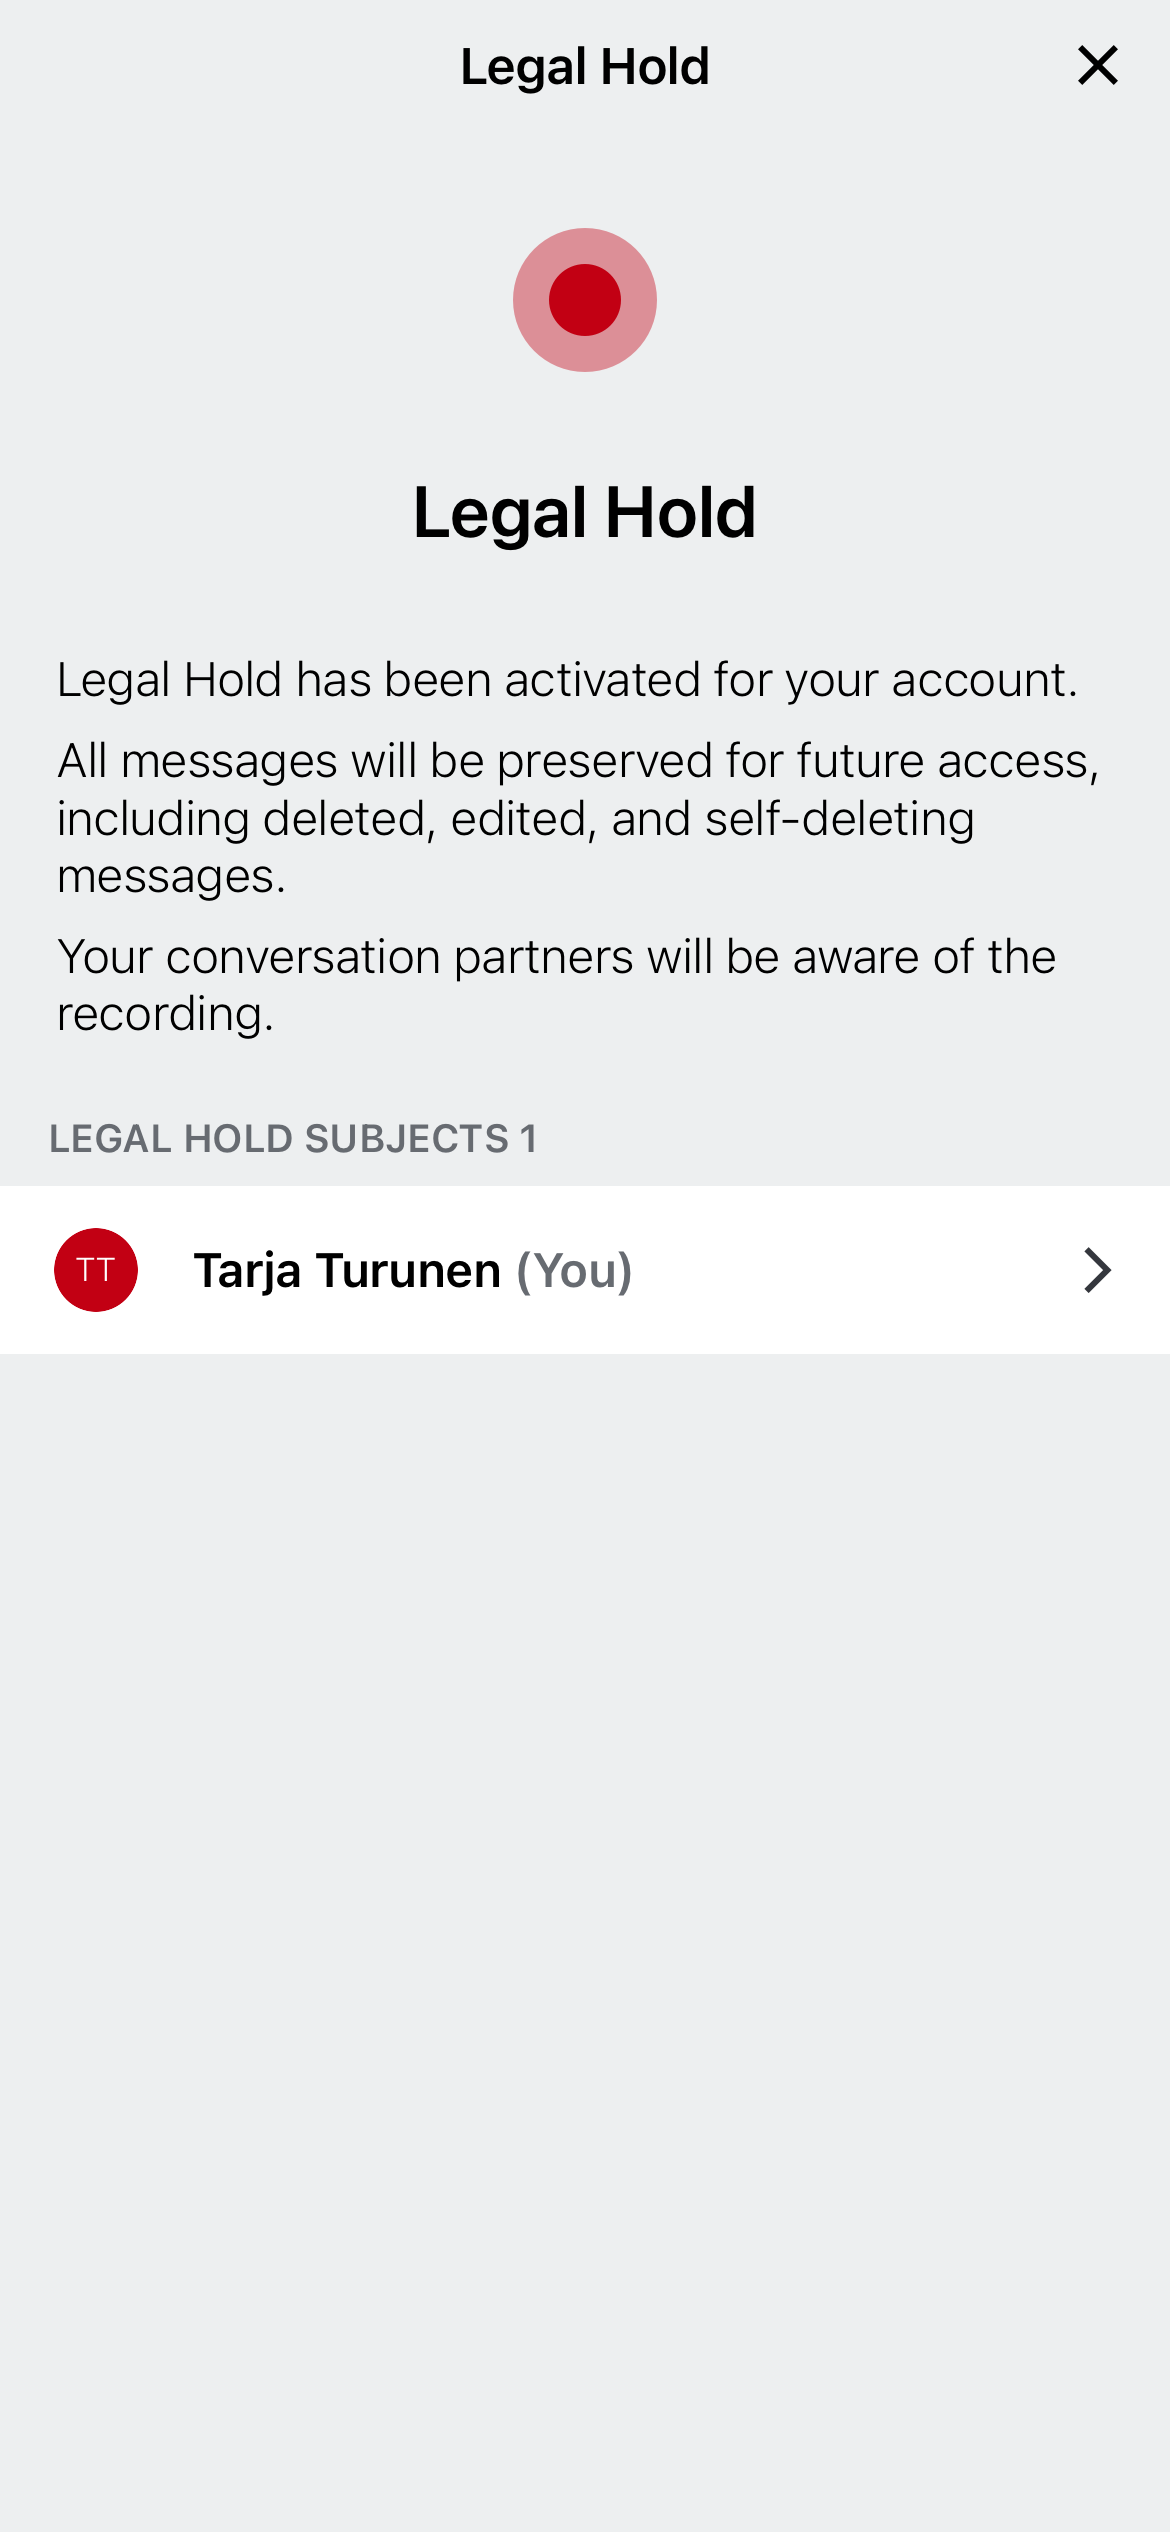 Legal Hold
Legal Hold
Legal Hold has been activated for your account.
All messages will be preserved for future access,
including deleted, edited, and self-deleting
messages.
Your conversation partners will be aware of the
recording.
LEGAL HOLD SUBJECTS 1
TT
Tarja Turunen (You)